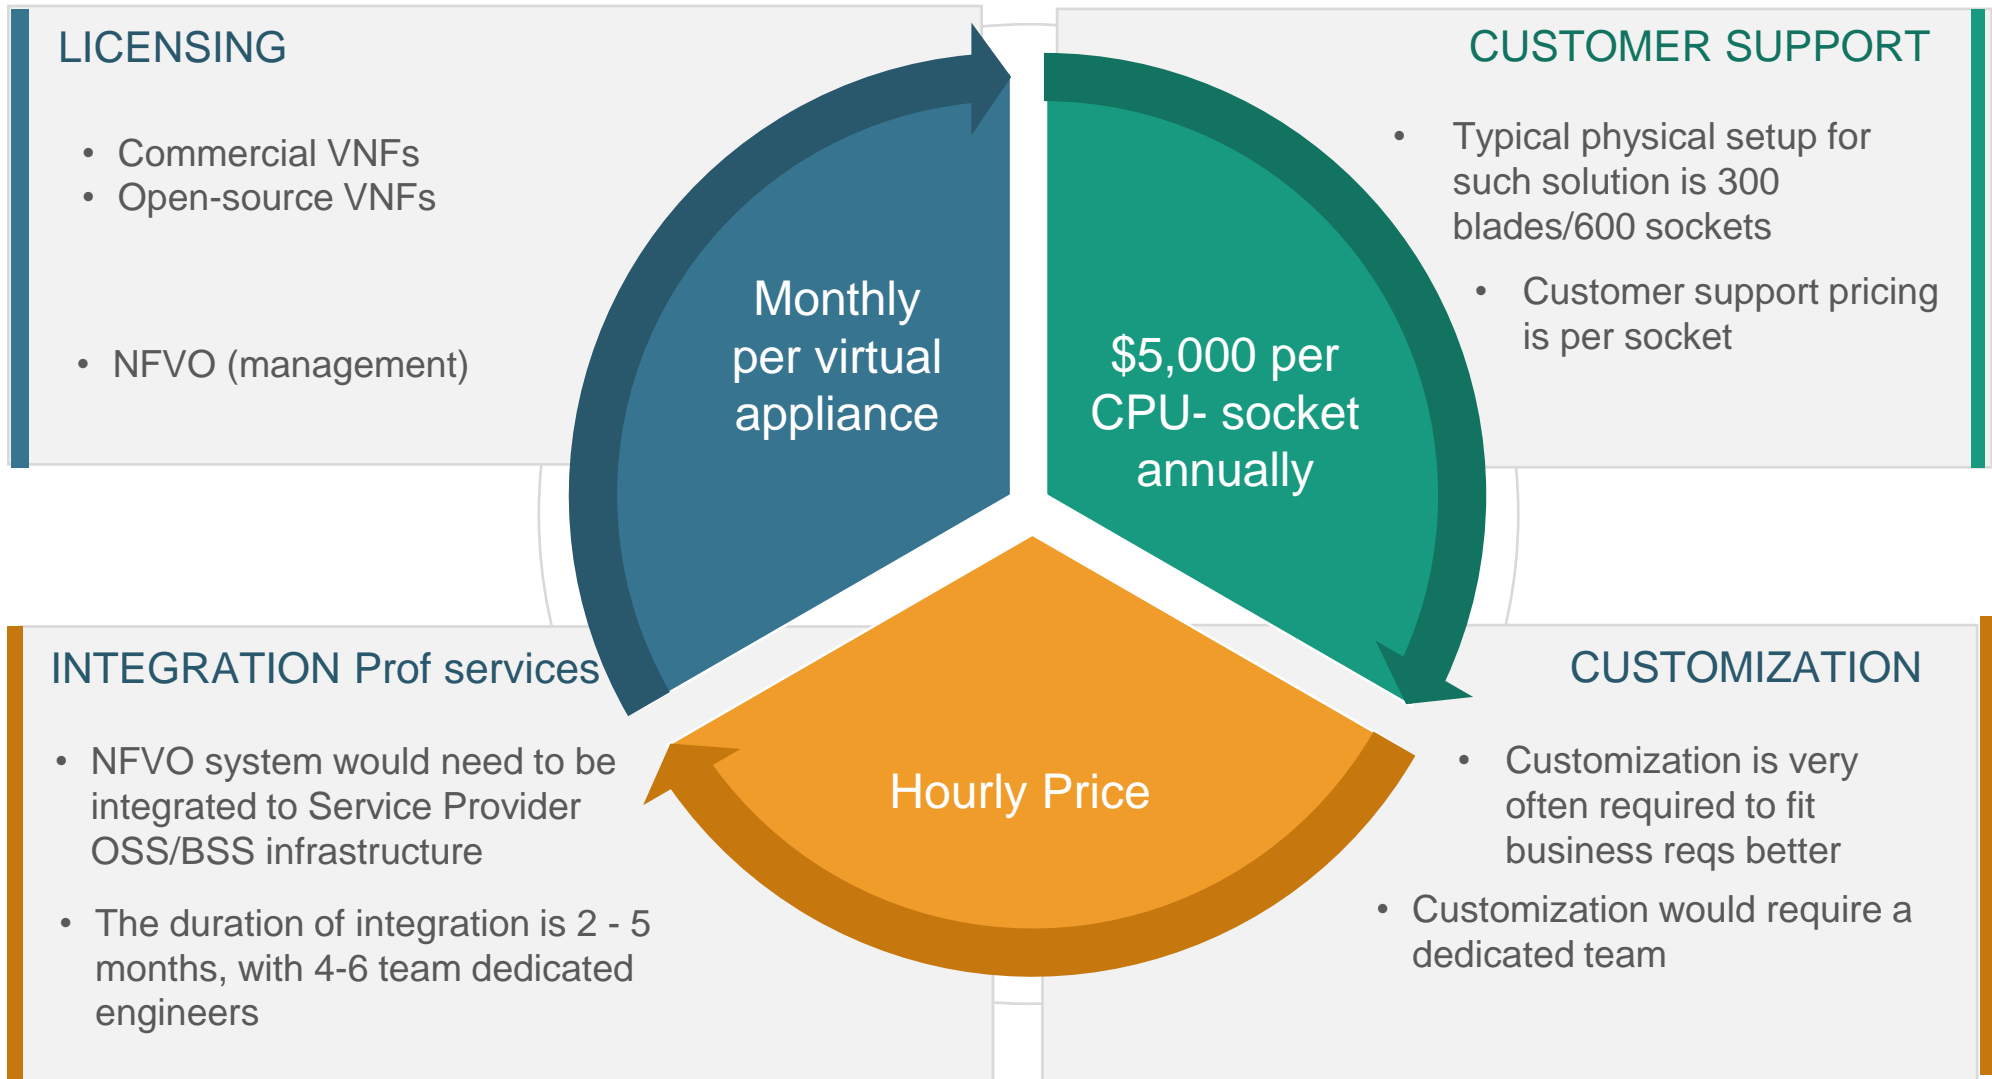 LICENSING
• Commercial VNFs
• Open-source VNFs
• NFVO (management)
Monthly
per virtual
appliance
CUSTOMER SUPPORT
• Typical physical setup for
such solution is 300
blades/600 sockets
• Customer support pricing
is per socket
$5,000 per
CPU- socket
annually
INTEGRATION Prof services
• NFVO system would need to be
integrated to Service Provider
OSS/BSS infrastructure
• The duration of integration is 2 - 5
months, with 4-6 team dedicated
engineers
Hourly Price
CUSTOMIZATION
• Customization is very
often required to fit
business reqs better
• Customization would require a
dedicated team